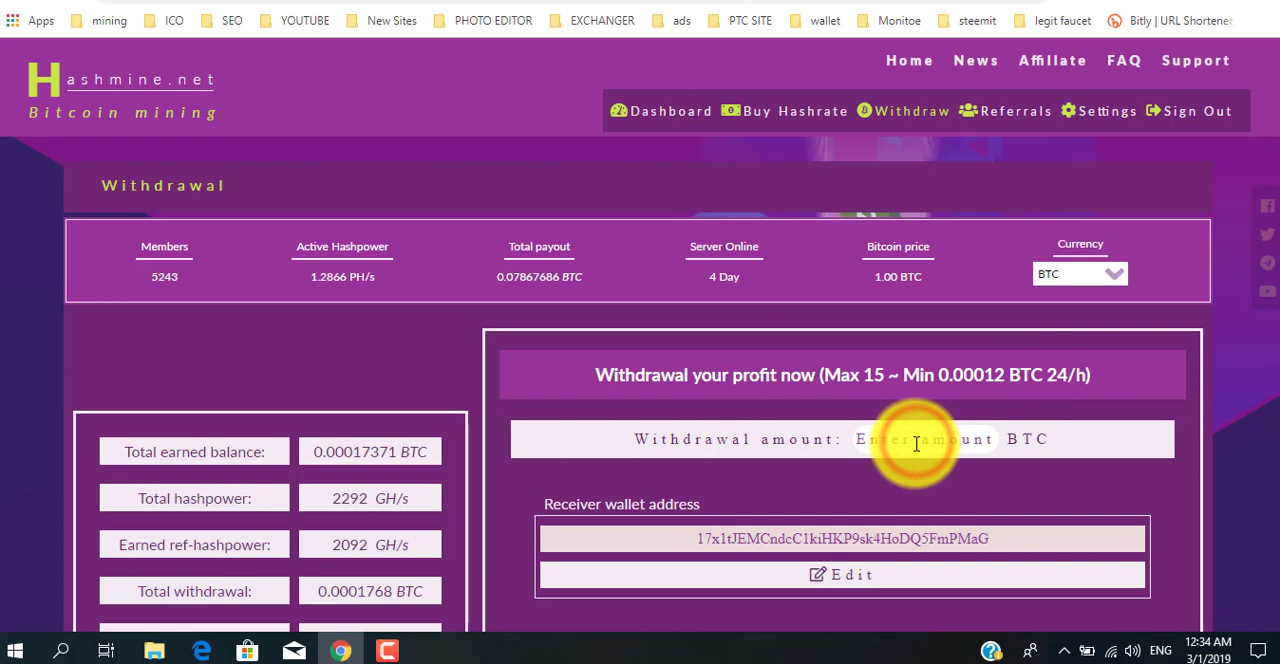 Apps mining ICO SEO YOUTUBE New Sites PHOTO EDITOR EXCHANGER ads PTC SITE wallet Monitoe steemit legit faucet Bitly | URL Shortener,
Home News Affiliate FAQ Support
Hashmine.net
Bitcoin mining
Dashboard Buy Hashrate Withdraw Referrals Settings Sign Out
Withdrawal
Members Active Hashpower Total payout Server Online Bitcoin price Currency
5243 1.2866 PH/s 0.07867686 BTC 4 Day 1.00 BTC BTC
Withdrawal your profit now (Max 15 ~ Min 0.00012 BTC 24/h)
Withdrawal amount: Enter amount BTC
Total earned balance: 0.00017371 BTC
Total hashpower: 2292 GH/s
Earned ref-hashpower: 2092 GH/s
Total withdrawal: 0.0001768 BTC
Receiver wallet address
17x1tJEMCndcC1kiHKP9sk4HoDQ5FmPMaG
Edit
ENG
12:34 AM
3/1/2019